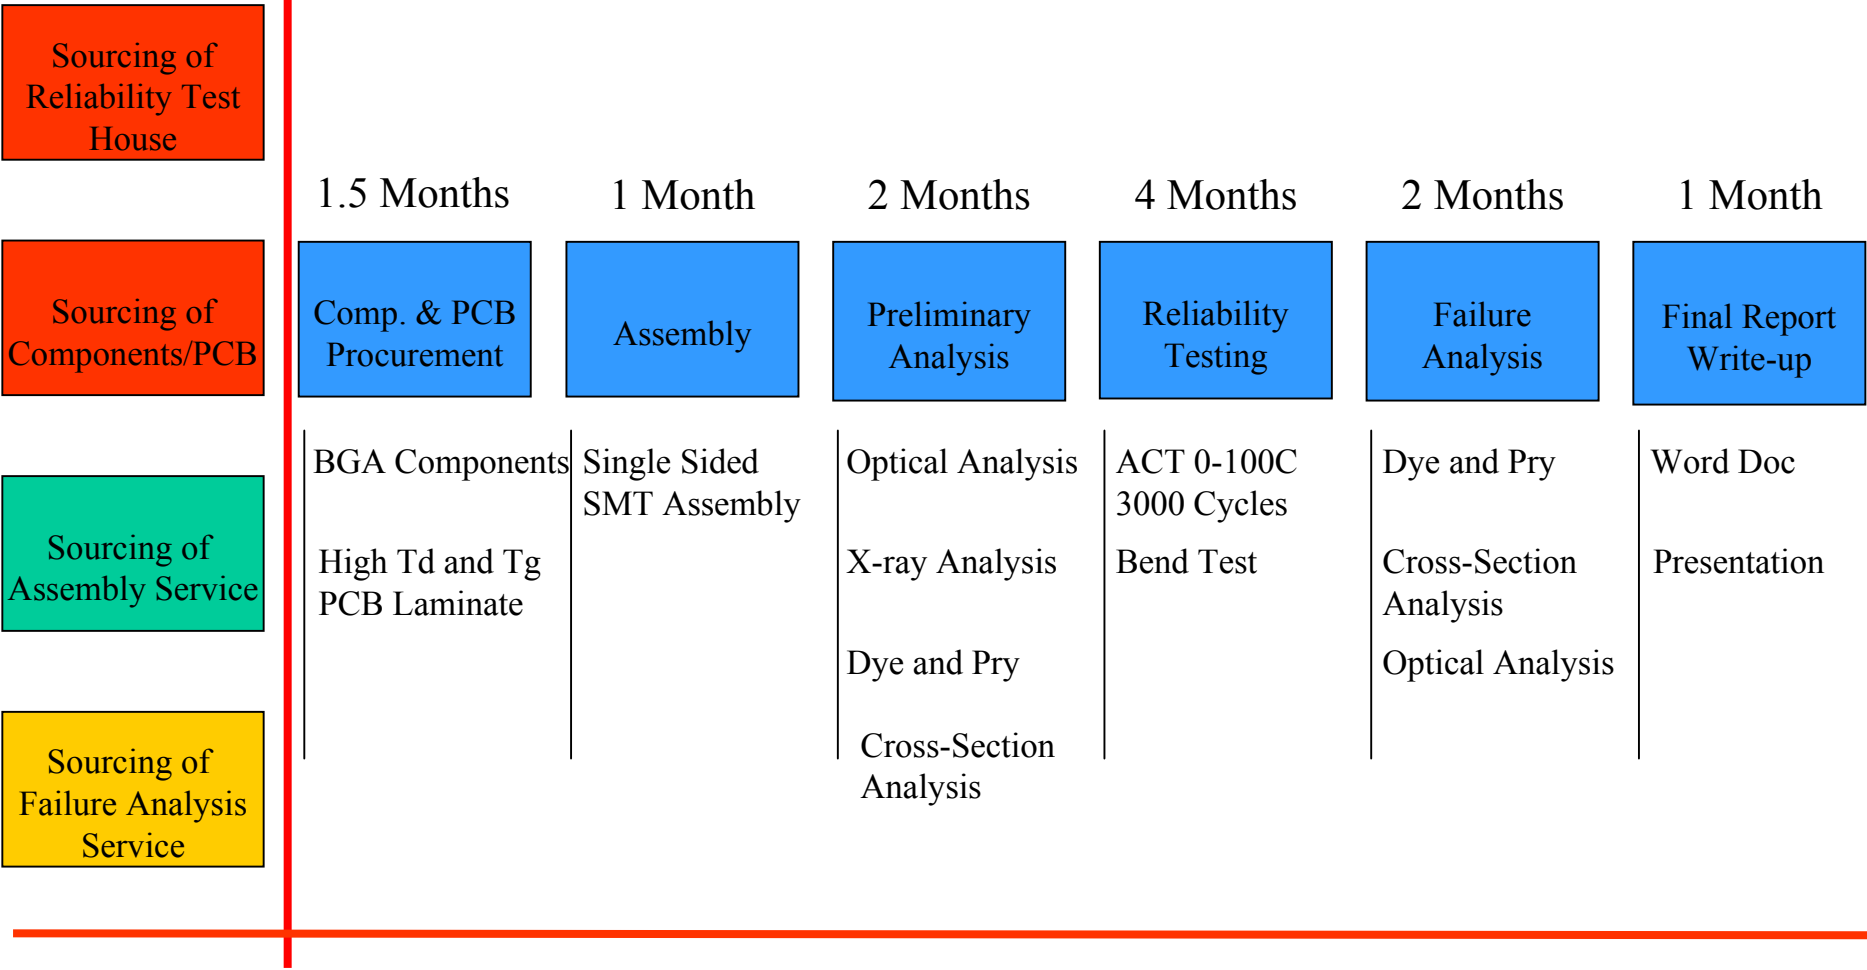 Sourcing of
Reliability Test
House
Sourcing of
Components/PCB
Sourcing of
Assembly Service
Sourcing of
Failure Analysis
Service
1.5 Months
Comp. & PCB
Procurement
BGA Components
High Td and Tg
PCB Laminate
1 Month
Assembly
Single Sided
SMT Assembly
2 Months
Preliminary
Analysis
Optical Analysis
X-ray Analysis
Dye and Pry
Cross-Section
Analysis
4 Months
Reliability
Testing
ACT 0-100C
3000 Cycles
Bend Test
2 Months
Failure
Analysis
Dye and Pry
Cross-Section
Analysis
Optical Analysis
1 Month
Final Report
Write-up
Word Doc
Presentation